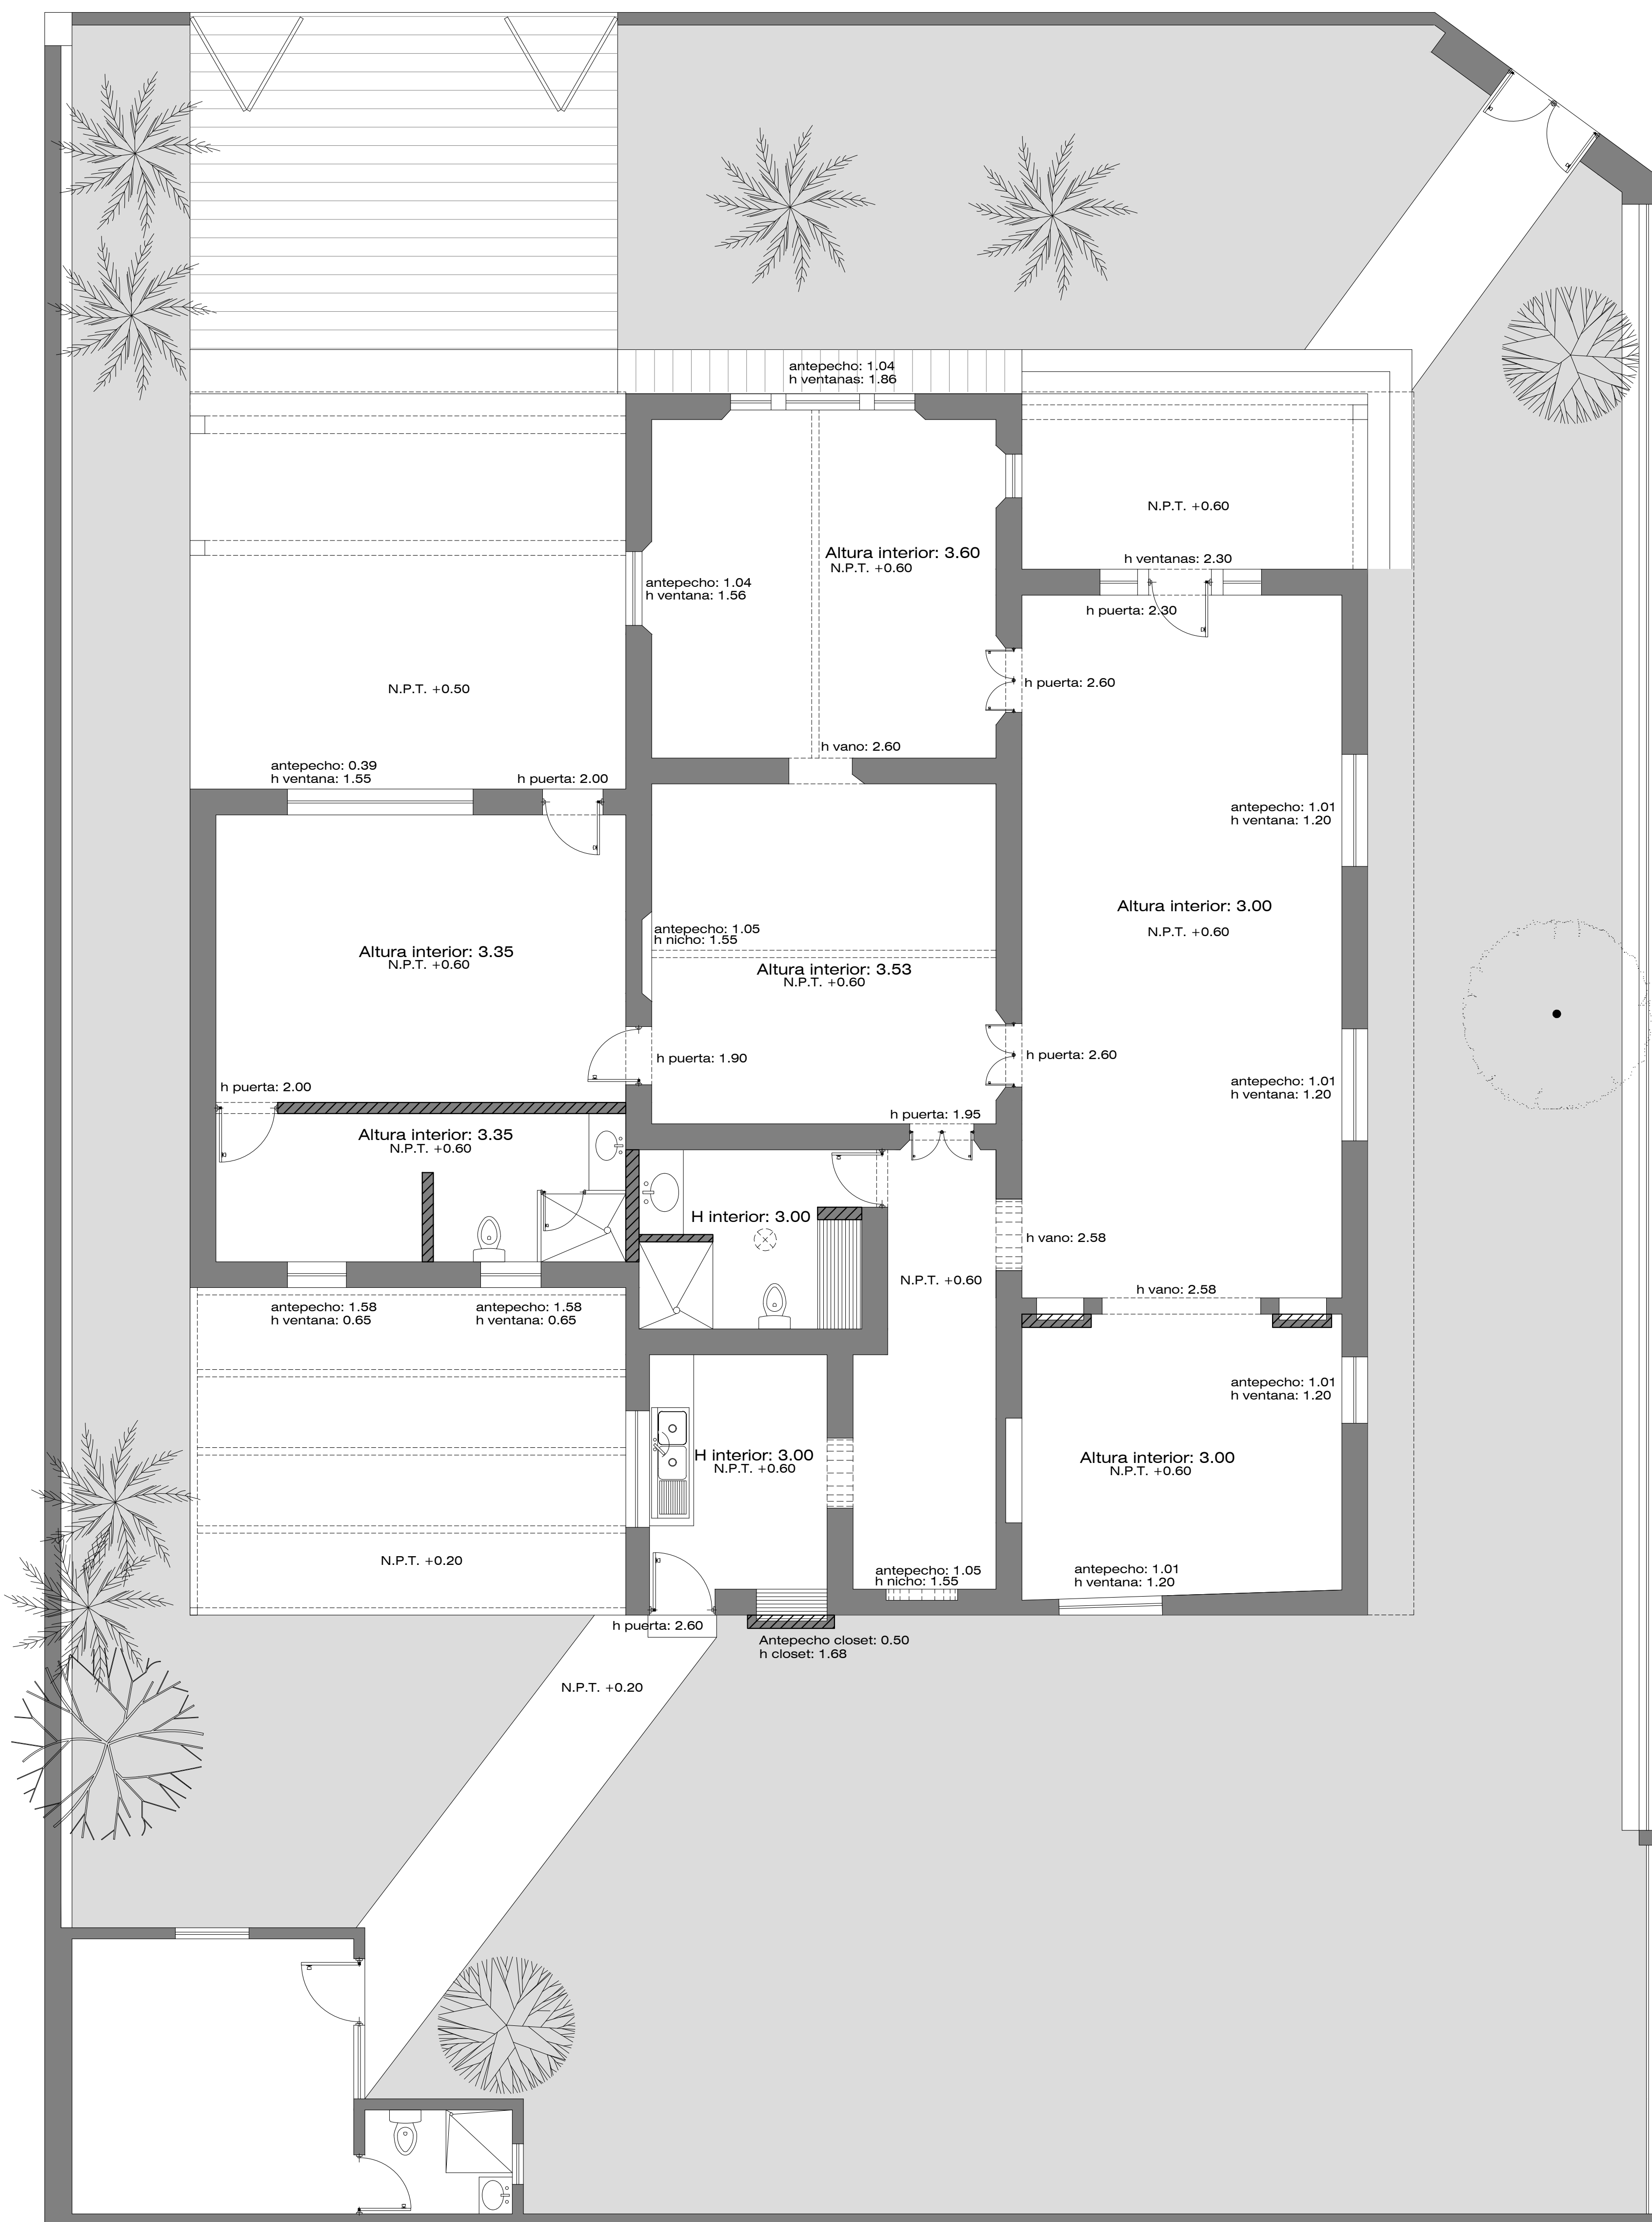 antepecho: 1.04
h ventanas: 1.86
N.P.T. +0.60
Altura interior: 3.60
N.P.T. +0.60
h ventanas: 2.30
antepecho: 1.04
h ventana: 1.56
h puerta: 2.30
N.P.T. +0.50
h puerta: 2.60
h vano: 2.60
antepecho: 0.39
h ventana: 1.55
h puerta: 2.00
antepecho: 1.01
h ventana: 1.20
Altura interior: 3.00
N.P.T. +0.60
antepecho: 1.05
h nicho: 1.55
Altura interior: 3.35
N.P.T. +0.60
Altura interior: 3.53
N.P.T. +0.60
h puerta: 1.90
h puerta: 2.60
h puerta: 2.00
antepecho: 1.01
h ventana: 1.20
h puerta: 1.95
Altura interior: 3.35
N.P.T. +0.60
H interior: 3.00
h vano: 2.58
N.P.T. +0.60
h vano: 2.58
antepecho: 1.58
h ventana: 0.65
antepecho: 1.58
h ventana: 0.65
antepecho: 1.01
h ventana: 1.20
H interior: 3.00
N.P.T. +0.60
Altura interior: 3.00
N.P.T. +0.60
N.P.T. +0.20
antepecho: 1.05
h nicho: 1.55
antepecho: 1.01
h ventana: 1.20
h puerta: 2.60
Antepecho closet: 0.50
h closet: 1.68
N.P.T. +0.20